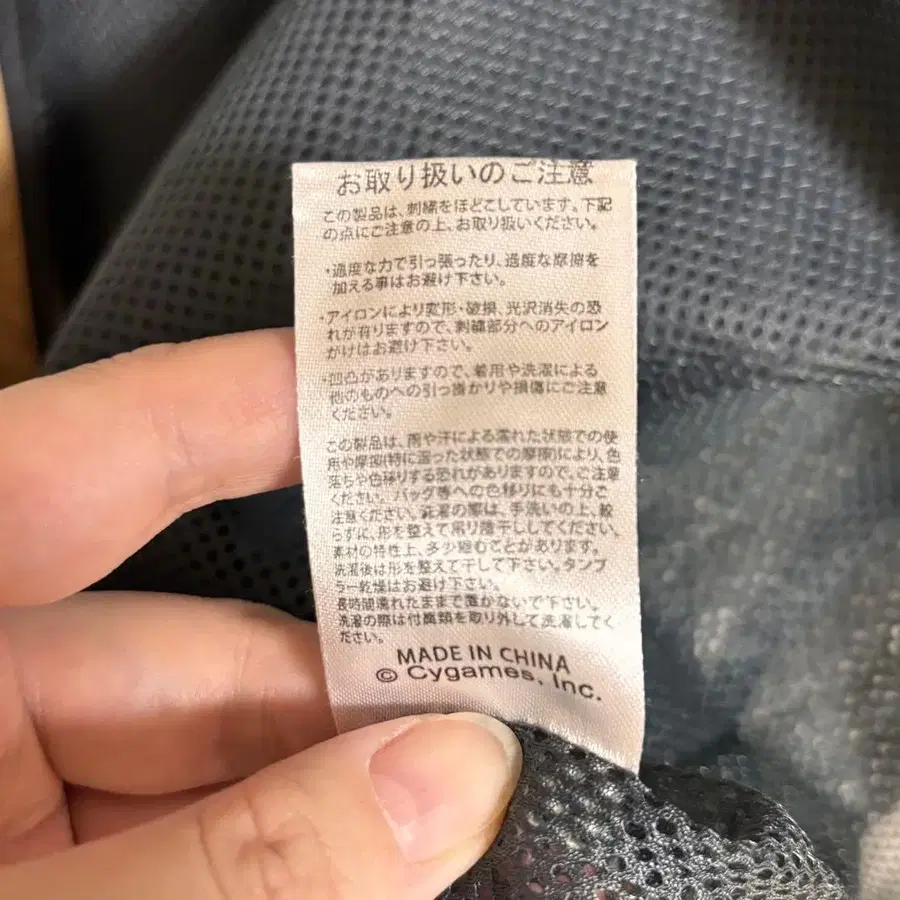 お取り扱いのご注意
この製品は、刺繍をほどこしています。下記
の点にご注意の上、お取り扱いください。
・過度な力で引っ張ったり、過度な摩擦を
加える事はお避け下さい。
・アイロンにより変形・破損、光沢消失の恐
れが有りますので、刺繍部分へのアイロン
がけはお避け下さい。
・凹凸がありますので、着用や洗濯による
他のものへの引っ掛かりや損傷にご注意
ください。
この製品は、雨や汗による濡れた状態での使
用や摩擦(特に湿った状態での摩擦)により、色
落ちや色移りする恐れがありますので、ご注意
ください。バッグ等への色移りにも十分ご
注意ください。洗濯の際は、手洗いの上、絞
らずに、形を整えて吊り陰干ししてください。
素材の特性上、多少縮むことがあります。
洗濯後は形を整えて干して下さい。タンブ
ラー乾燥はお避け下さい。
長時間濡れたままで置かないで下さい。
洗濯の際は付属類を取り外して洗濯してく
ださい。
MADE IN CHINA
© Cygames, Inc.